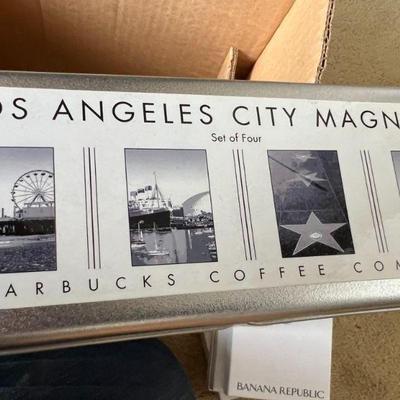 OS ANGELES CITY MAGN
Set of Four
ARBUCKS COFFEE COM
BANANA REPUBLIC